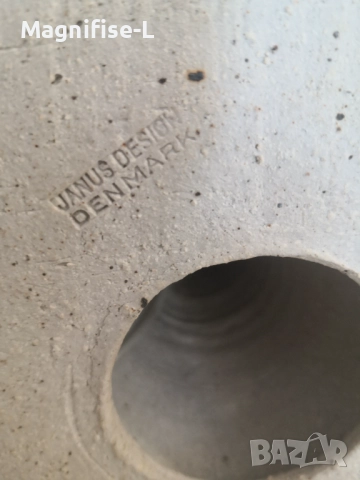 Magnifise-L
JANUS DESIGN
DENMARK
BAZAR